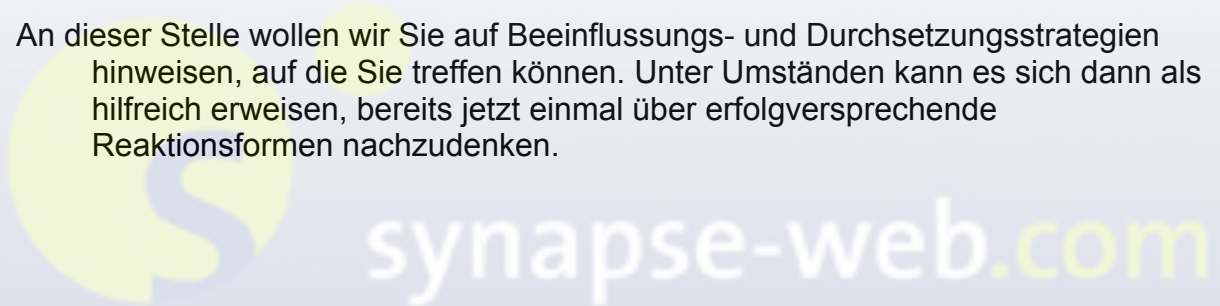 An dieser Stelle wollen wir Sie auf Beeinflussungs- und Durchsetzungsstrategien
hinweisen, auf die Sie treffen können. Unter Umständen kann es sich dann als
hilfreich erweisen, bereits jetzt einmal über erfolgversprechende
Reaktionsformen nachzudenken.
synapse-web.com